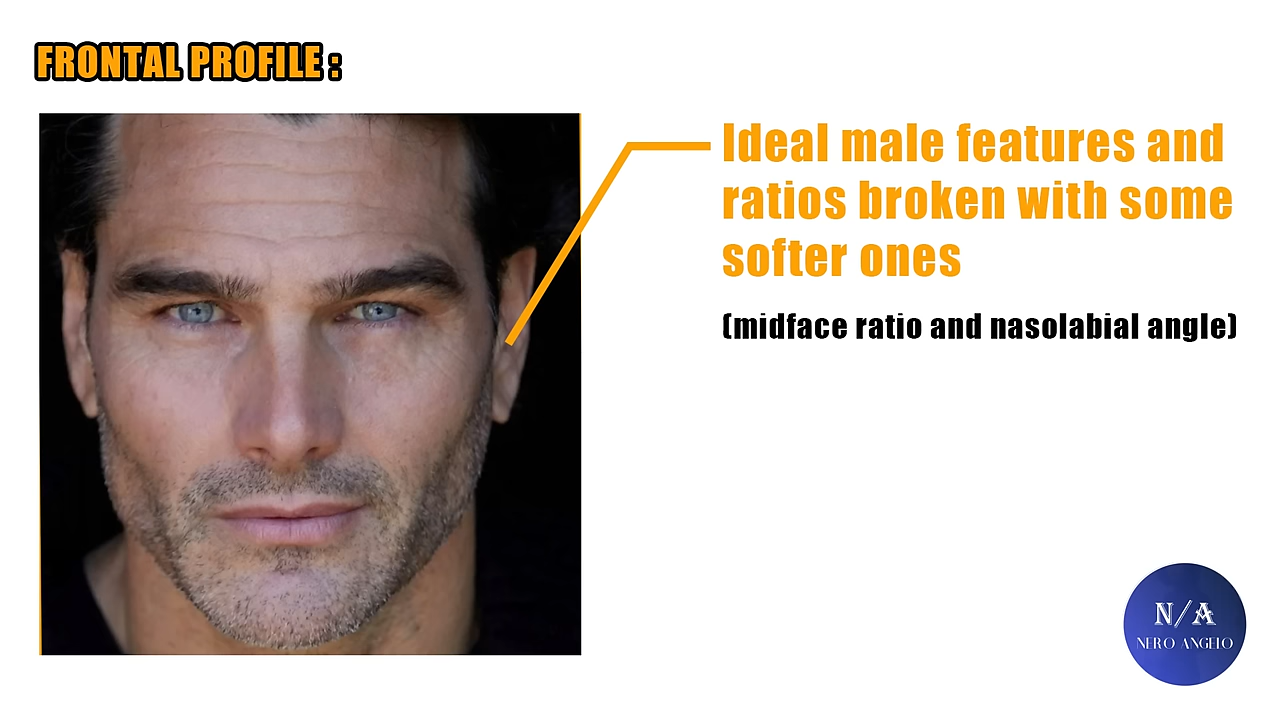 FRONTAL PROFILE :
Ideal male features and
ratios broken with some
softer ones
(midface ratio and nasolabial angle)
N/A
NERO ANGELO